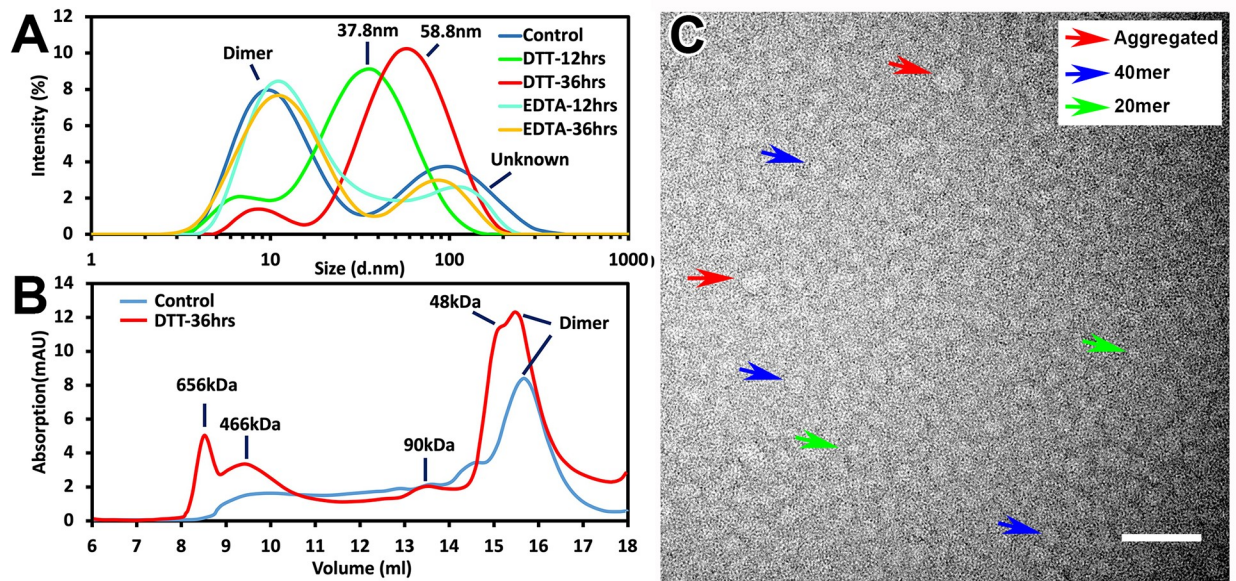 A
12
10
8
6
4
2
0
Intensity (%)
Dimer
37.8nm
58.8nm
Unknown
Control
DTT-12hrs
DTT-36hrs
EDTA-12hrs
EDTA-36hrs
1
10
100
1000)
Size (d.nm)
B
14
12
10
8
6
4
2
0
Absorption(mAU)
Control
DTT-36hrs
656kDa
466kDa
90kDa
48kDa
Dimer
6 7 8 9 10 11 12 13 14 15 16 17 18
Volume (ml)
C
Aggregated
40mer
20mer